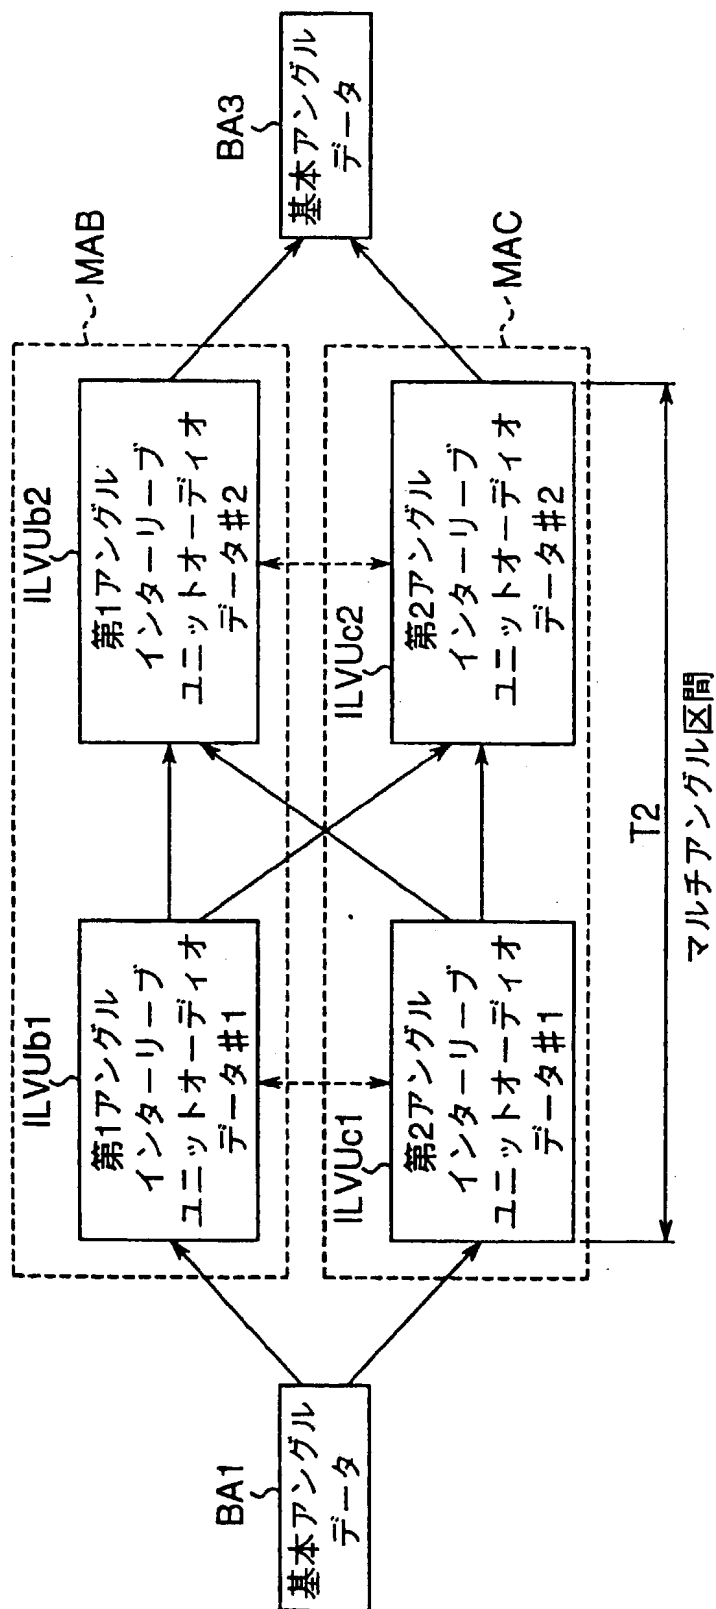 BA1
基本アングル
データ
MAB
ILVUb1
第1アングル
インターリーブ
ユニットオーディオ
データ#1
ILVUb2
第1アングル
インターリーブ
ユニットオーディオ
データ#2
ILVUc1
第2アングル
インターリーブ
ユニットオーディオ
データ#1
ILVUc2
第2アングル
インターリーブ
ユニットオーディオ
データ#2
MAC
BA3
基本アングル
データ
T2
マルチアングル区間